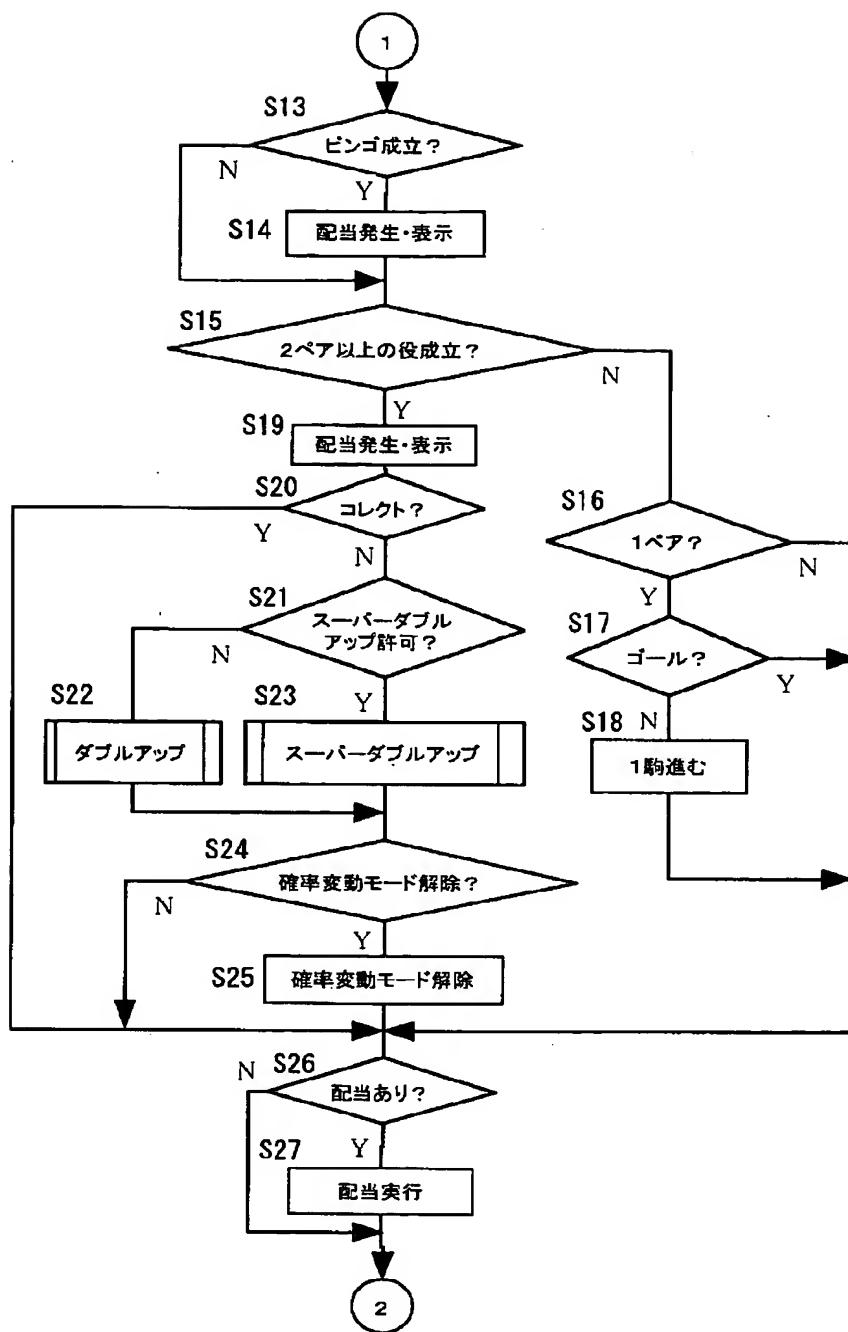 1
S13
ビンゴ成立?
N
Y
S14
配当発生・表示
S15
2ペア以上の役成立?
N
Y
S19
配当発生・表示
S20
コレクト?
Y
N
S16
1ペア?
N
Y
S21
スーパーダブル
アップ許可?
N
Y
S17
ゴール?
Y
N
S22
ダブルアップ
S23
スーパーダブルアップ
S18
1駒進む
S24
確率変動モード解除?
N
Y
S25
確率変動モード解除
S26
配当あり?
N
Y
S27
配当実行
2